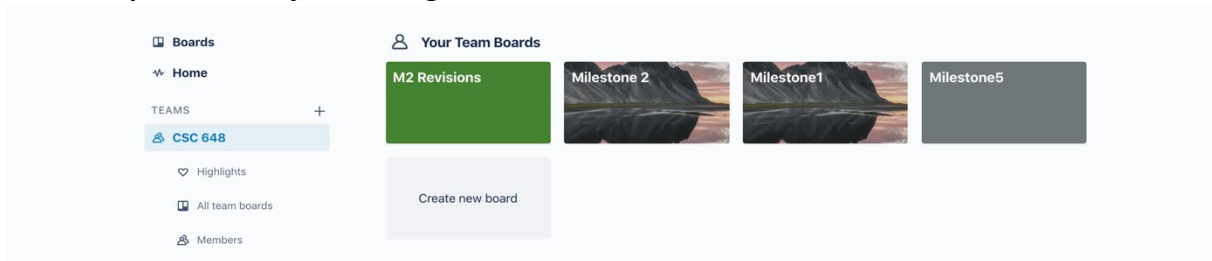 Boards
Home
TEAMS
CSC 648
Highlights
All team boards
Members
Your Team Boards
M2 Revisions
Milestone 2
Milestone1
Milestone5
Create new board